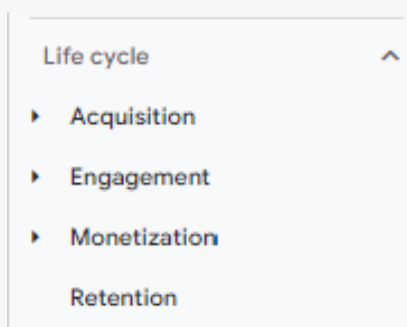 Life cycle
Acquisition
Engagement
Monetization
Retention